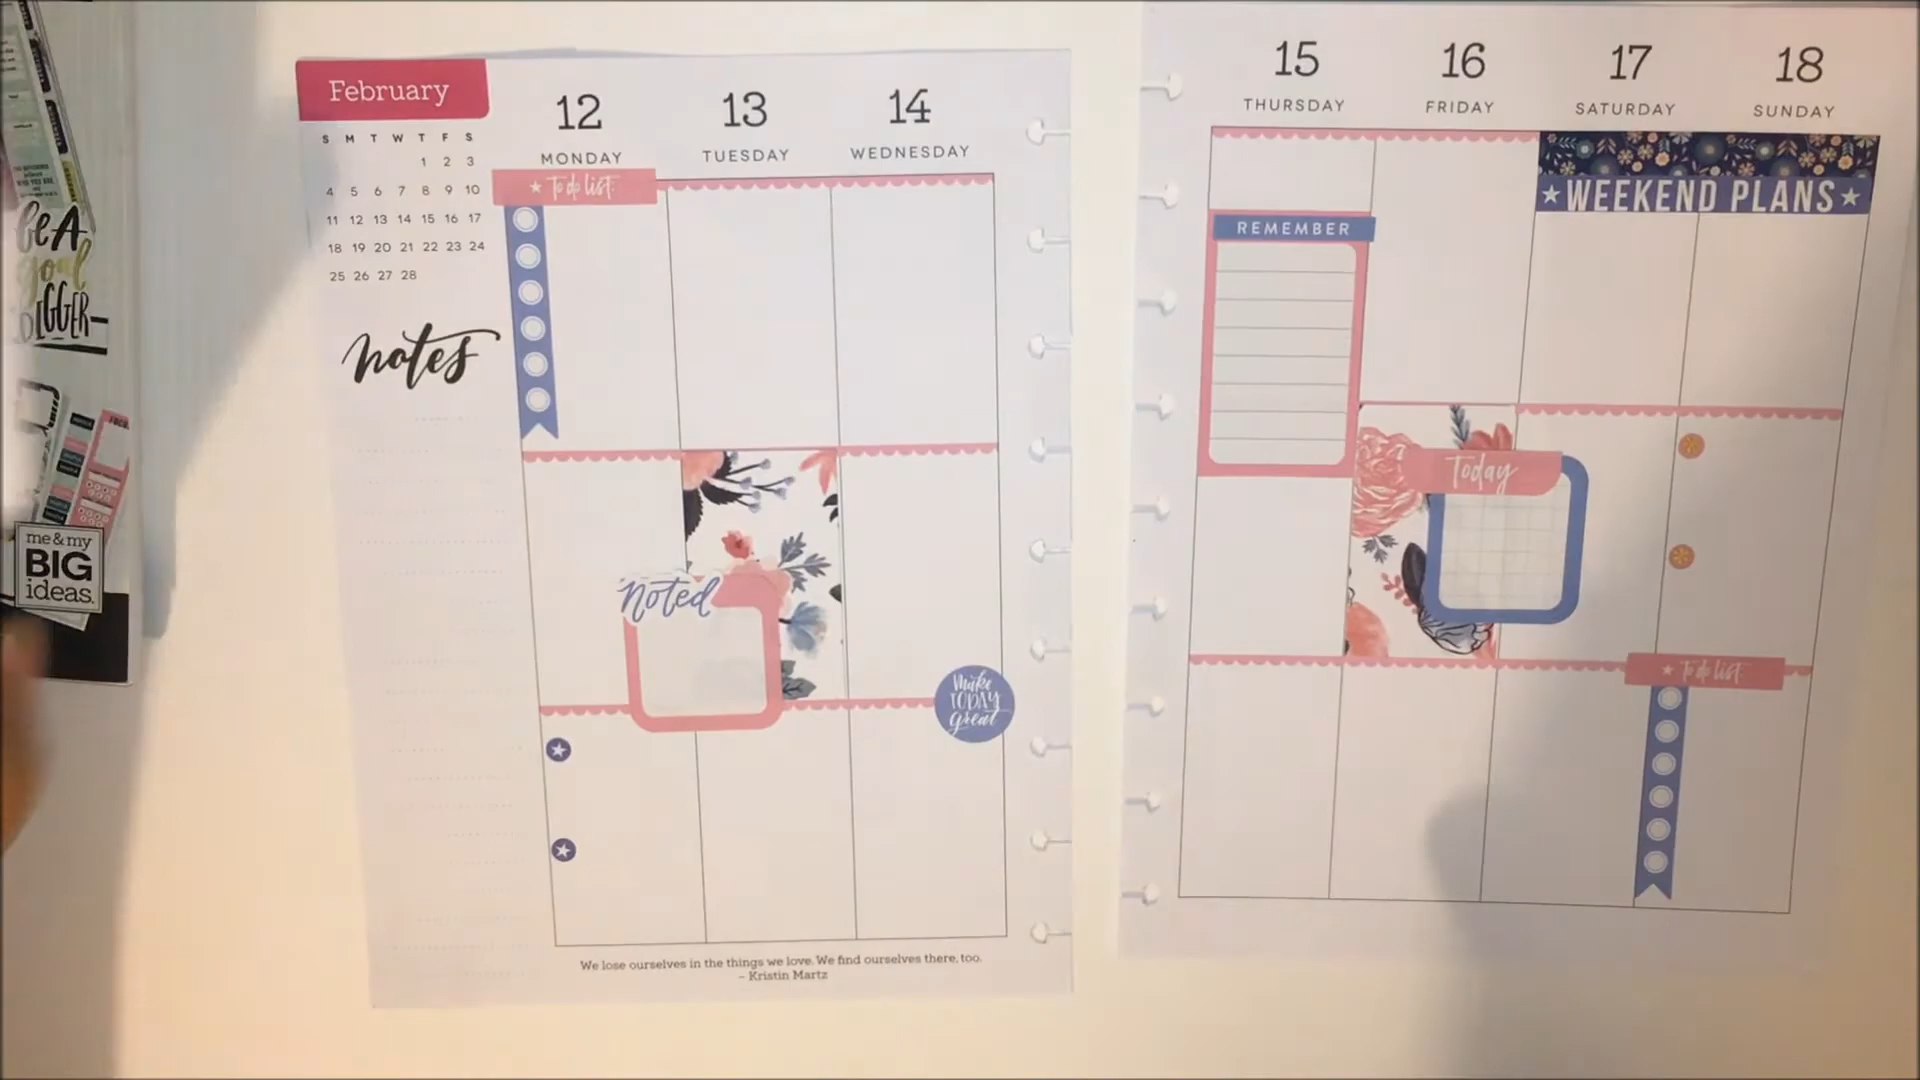 February
S M T W T F S
1 2 3
4 5 6 7 8 9 10
11 12 13 14 15 16 17
18 19 20 21 22 23 24
25 26 27 28
notes
12
MONDAY
13
TUESDAY
14
WEDNESDAY
To do list:
Noted
Make
TODAY
great
We lose ourselves in the things we love. We find ourselves there, too.
– Kristin Martz
15
THURSDAY
16
FRIDAY
17
SATURDAY
18
SUNDAY
WEEKEND PLANS
REMEMBER
Today
To do list:
be A
goal
DIGGER
me & my
BIG
ideas.